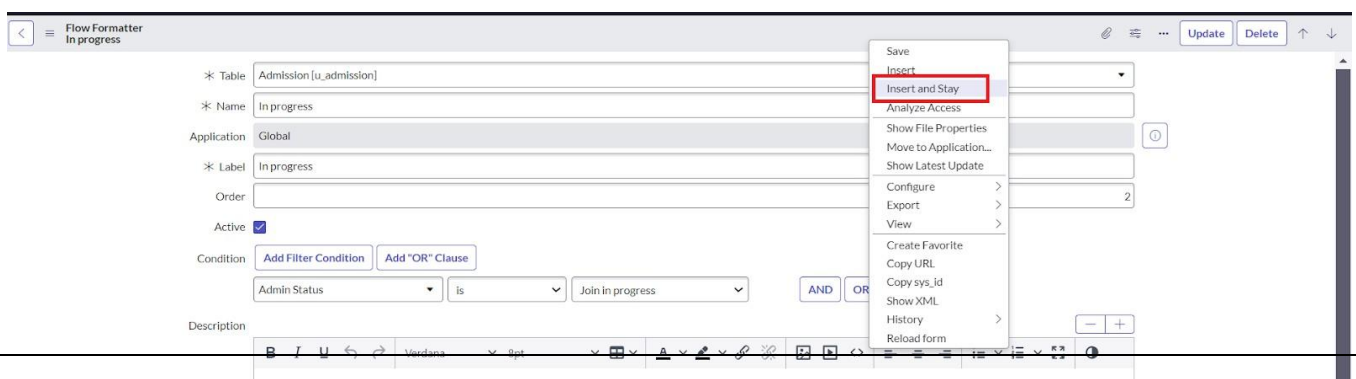 Flow Formatter
In progress
Update Delete
Save
Insert
Insert and Stay
Analyze Access
Show File Properties
Move to Application...
Show Latest Update
Configure
Export
View
Create Favorite
Copy URL
Copy sys_id
Show XML
History
Reload form
Table Admission [u_admission]
Name In progress
Application Global
Label In progress
Order 2
Active
Condition Add Filter Condition Add "OR" Clause
Admin Status is Join in progress AND OR
Description
B I U Verdana 8pt A